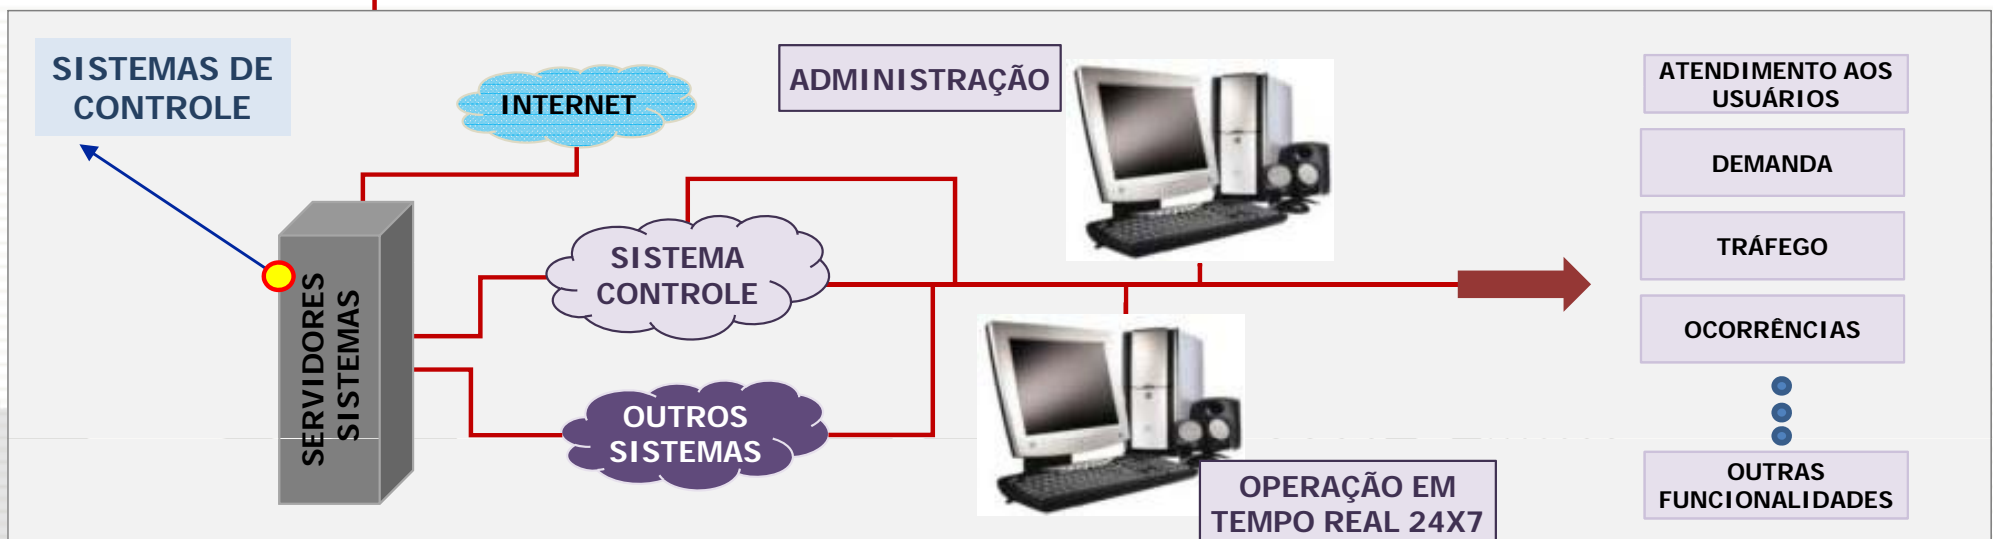 SISTEMAS DE
CONTROLE
INTERNET
ADMINISTRAÇÃO
SERVIDORES
SISTEMAS
SISTEMA
CONTROLE
OUTROS
SISTEMAS
OPERAÇÃO EM
TEMPO REAL 24X7
ATENDIMENTO AOS
USUÁRIOS
DEMANDA
TRÁFEGO
OCORRÊNCIAS
OUTRAS
FUNCIONALIDADES